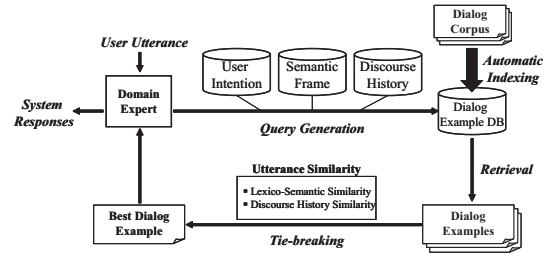 Dialog
Corpus
User Utterance
User
Intention
Semantic
Frame
Discourse
History
Automatic
Indexing
System
Responses
Domain
Expert
Query Generation
Dialog
Example DB
Utterance Similarity
Retrieval
▪ Lexico-Semantic Similarity
▪ Discourse History Similarity
Best Dialog
Example
Tie-breaking
Dialog
Examples